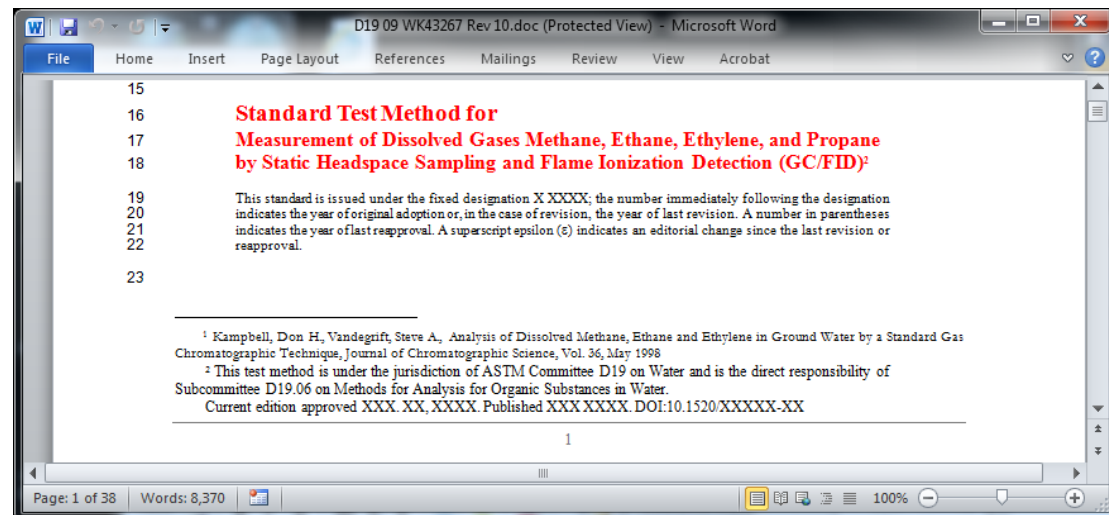 D19 09 WK43267 Rev 10.doc (Protected View) - Microsoft Word
File Home Insert Page Layout References Mailings Review View Acrobat
15
16 Standard Test Method for
17 Measurement of Dissolved Gases Methane, Ethane, Ethylene, and Propane
18 by Static Headspace Sampling and Flame Ionization Detection (GC/FID)²
19 This standard is issued under the fixed designation X XXXX; the number immediately following the designation
20 indicates the year of original adoption or, in the case of revision, the year of last revision. A number in parentheses
21 indicates the year of last reapproval. A superscript epsilon (ε) indicates an editorial change since the last revision or
22 reapproval.
23
¹ Kampbell, Don H., Vandegrift, Steve A., Analysis of Dissolved Methane, Ethane and Ethylene in Ground Water by a Standard Gas
Chromatographic Technique, Journal of Chromatographic Science, Vol. 36, May 1998
² This test method is under the jurisdiction of ASTM Committee D19 on Water and is the direct responsibility of
Subcommittee D19.06 on Methods for Analysis for Organic Substances in Water.
Current edition approved XXX. XX, XXXX. Published XXX XXXX. DOI:10.1520/XXXXX-XX
1
Page: 1 of 38 Words: 8,370 100%